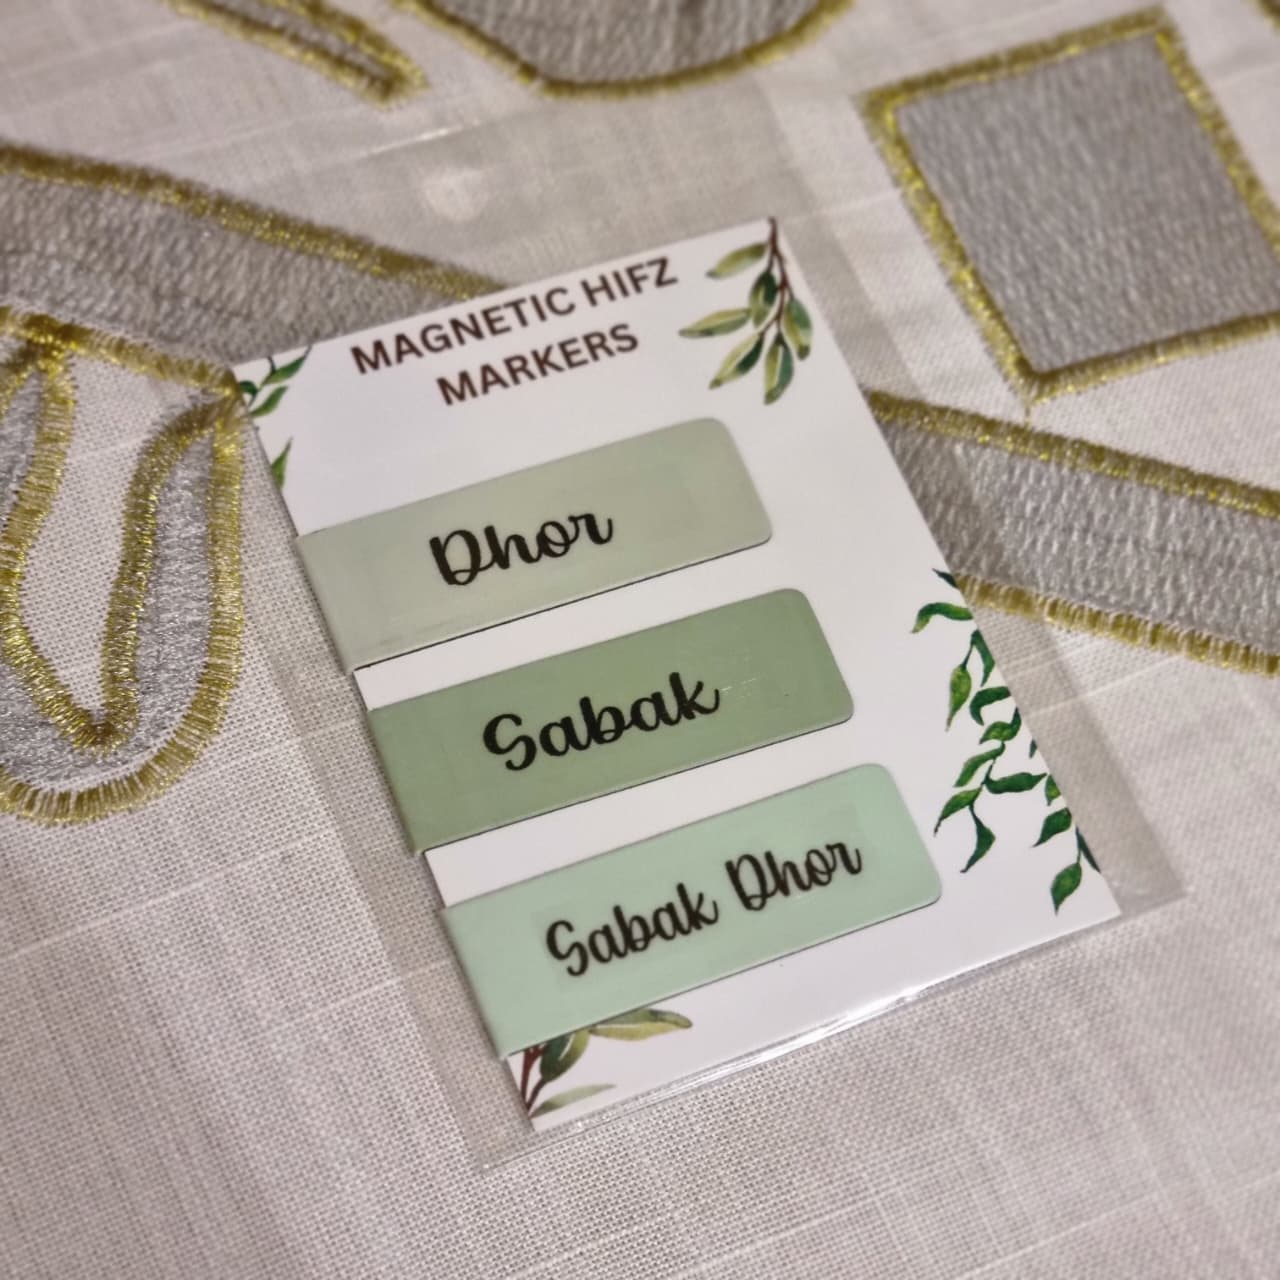 MAGNETIC HIFZ
MARKERS
Dhor
Sabak
Sabak Dhor